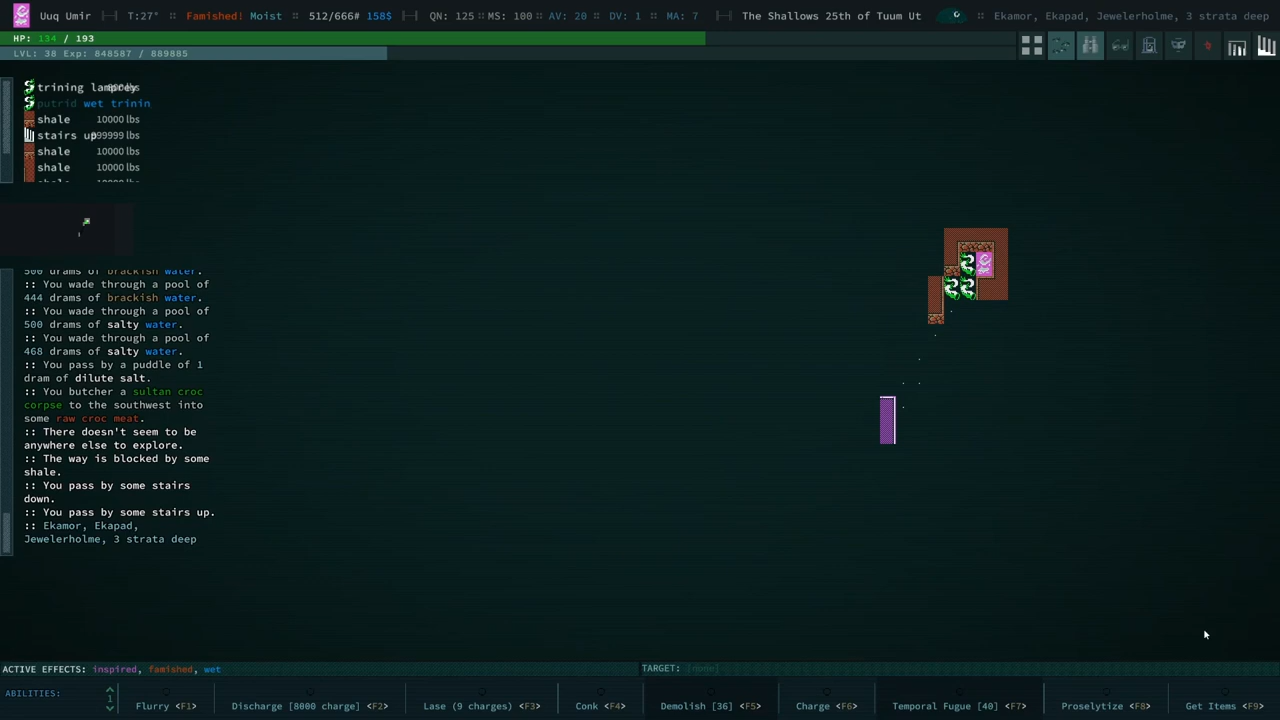 Uuq Umir T:27° Famished! Moist 512/666# 158$ QN: 125 MS: 100 AV: 20 DV: 1 MA: 7 The Shallows 25th of Tuum Ut Ekamor, Ekapad, Jewelerholme, 3 strata deep
HP: 134 / 193
LVL: 38 Exp: 848587 / 889885
trining lamprey lbs
putrid wet trinin
shale 10000 lbs
stairs up 999999 lbs
shale 10000 lbs
shale 10000 lbs
500 drams of brackish water.
:: You wade through a pool of
444 drams of brackish water.
:: You wade through a pool of
500 drams of salty water.
:: You wade through a pool of
468 drams of salty water.
:: You pass by a puddle of 1
dram of dilute salt.
:: You butcher a sultan croc
corpse to the southwest into
some raw croc meat.
:: There doesn't seem to be
anywhere else to explore.
:: The way is blocked by some
shale.
:: You pass by some stairs
down.
:: You pass by some stairs up.
:: Ekamor, Ekapad,
Jewelerholme, 3 strata deep
ACTIVE EFFECTS: inspired, famished, wet TARGET: [none]
ABILITIES: 1 Flurry <F1> Discharge [8000 charge] <F2> Lase (9 charges) <F3> Conk <F4> Demolish [36] <F5> Charge <F6> Temporal Fugue [40] <F7> Proselytize <F8> Get Items <F9>